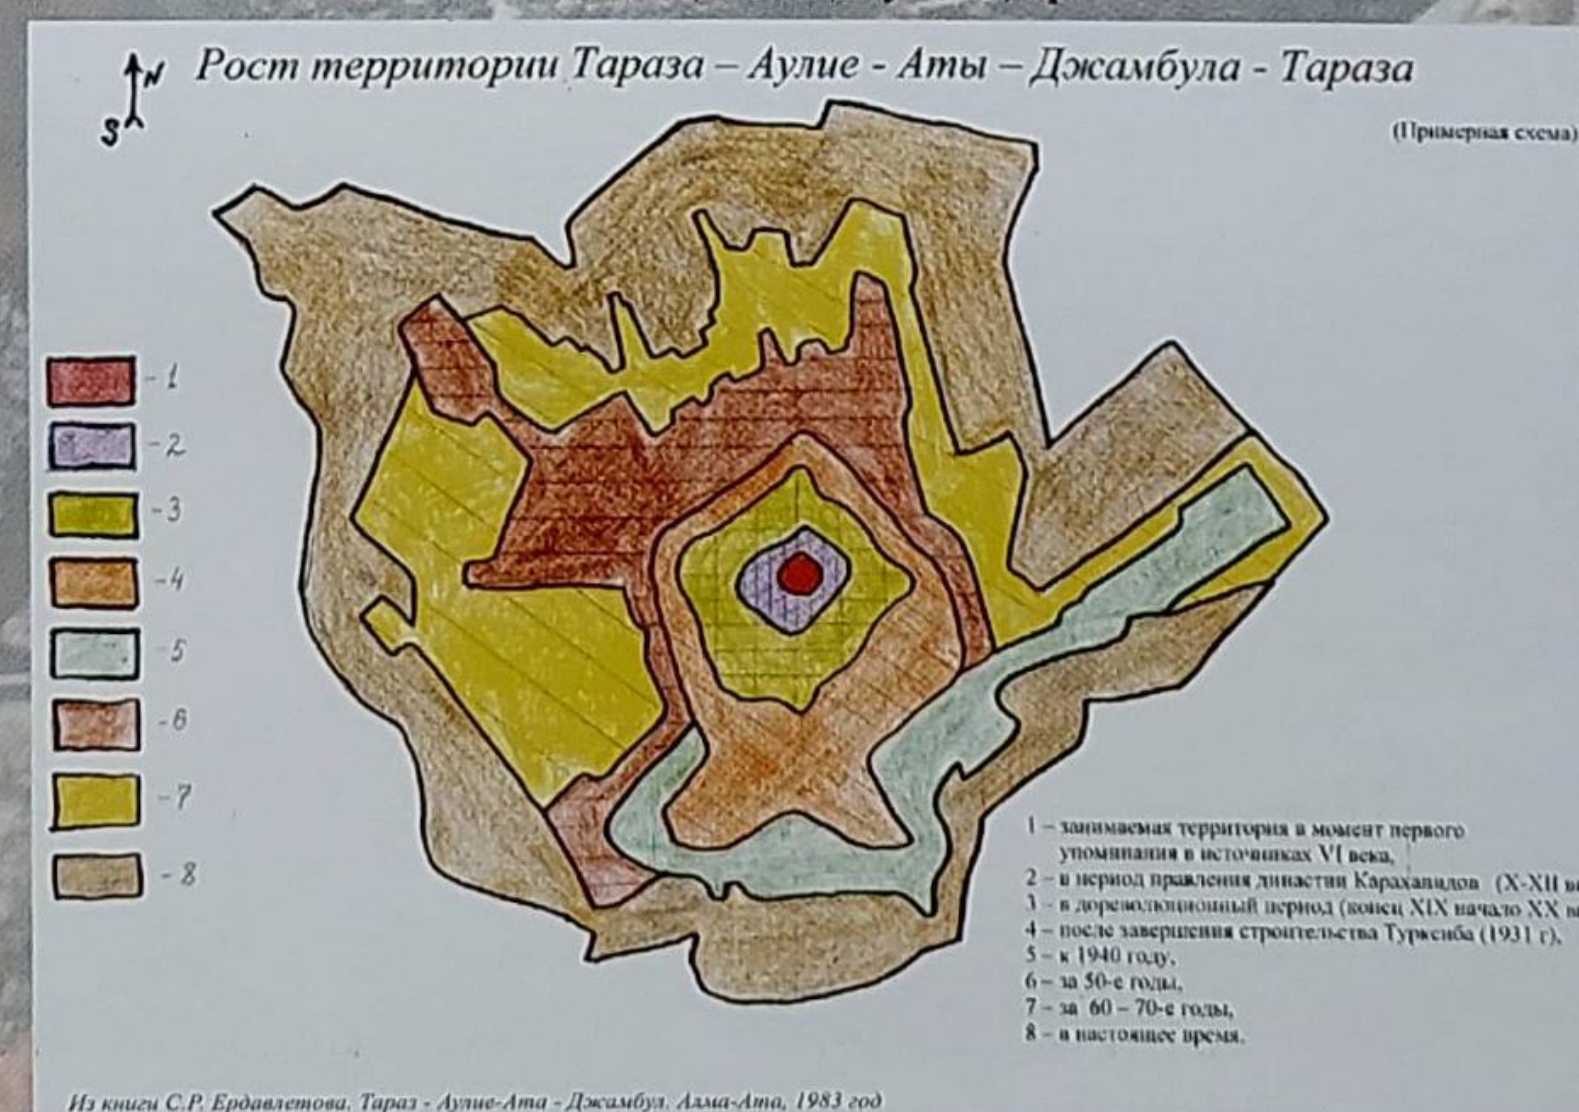 N
S
Рост территории Тараза – Аулие - Аты – Джамбула - Тараза
(Примерная схема)
- 1
- 2
- 3
- 4
- 5
- 6
- 7
- 8
1 – занимаемая территория в момент первого
упоминания в источниках VI века,
2 – в период правления династии Караханидов (X-XII в
3 – в дореволюционный период (конец XIX начало XX в
4 – после завершения строительства Турксиба (1931 г),
5 – к 1940 году,
6 – за 50-е годы,
7 – за 60 – 70-е годы,
8 – в настоящее время.
Из книги С.Р. Ердавлетова. Тараз - Аулие-Ата - Джамбул. Алма-Ата, 1983 год